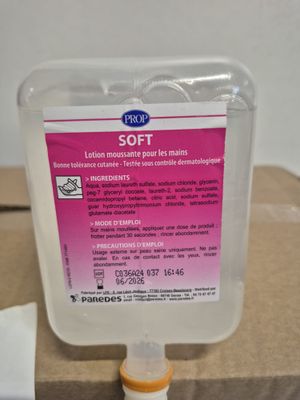 PROP
SOFT
Lotion moussante pour les mains
Bonne tolérance cutanée - Testée sous contrôle dermatologique
> INGREDIENTS
Aqua, sodium laureth sulfate, sodium chloride, glycerin,
peg-7 glyceryl cocoate, laureth-2, sodium benzoate,
cocamidopropyl betaine, citric acid, sodium sulfate,
guar hydroxypropyltrimonium chloride, tetrasodium
glutamate diacetate
> MODE D'EMPLOI
Sur mains mouillées, appliquer une dose de produit ;
frotter pendant 30 secondes ; rincer abondamment.
> PRECAUTIONS D'EMPLOI
Usage externe sur peau saine uniquement. Ne pas
En cas de contact avec les yeux, rincer
abondamment.
LOT C036A24 037 16:46
06/2026
PAREDES